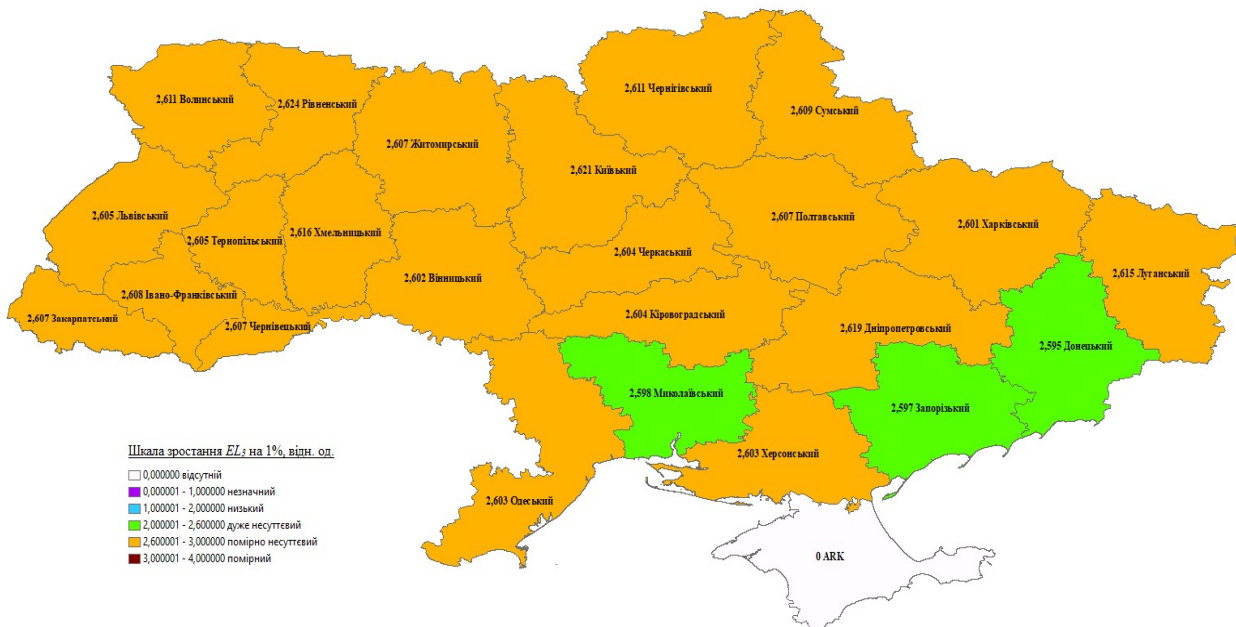 2,611 Волинський
2,624 Рівненський
2,607 Житомирський
2,611 Чернігівський
2,609 Сумський
2,621 Київський
2,605 Львівський
2,605 Тернопільський
2,616 Хмельницький
2,607 Полтавський
2,601 Харківський
2,604 Черкаський
2,602 Вінницький
2,615 Луганський
2,608 Івано-Франківський
2,607 Закарпатський
2,607 Чернівецький
2,604 Кіровоградський
2,619 Дніпропетровський
2,595 Донецький
2,598 Миколаївський
2,597 Запорізький
2,603 Херсонський
2,603 Одеський
0 ARK
Шкала зростання EL3 на 1%, відн. од.
0,000000 відсутній
0,000001 - 1,000000 незначний
1,000001 - 2,000000 низький
2,000001 - 2,600000 дуже несуттєвий
2,600001 - 3,000000 помірно несуттєвий
3,000001 - 4,000000 помірний